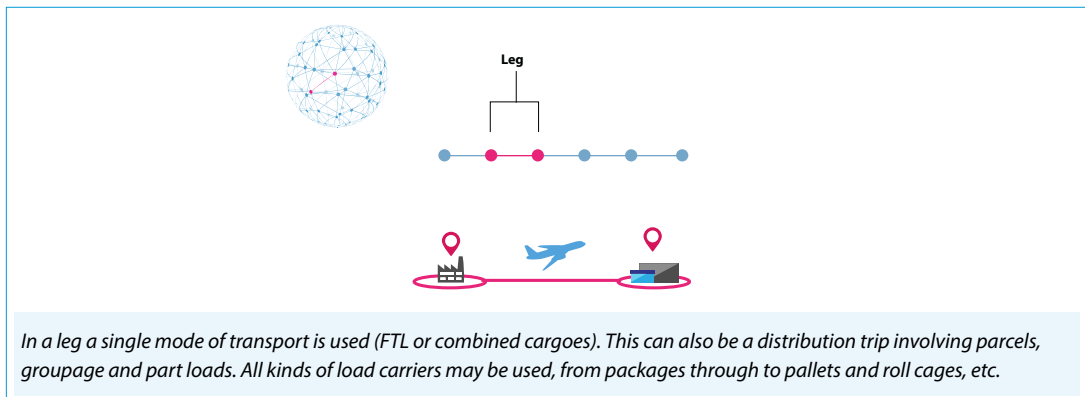 Leg
In a leg a single mode of transport is used (FTL or combined cargoes). This can also be a distribution trip involving parcels,
groupage and part loads. All kinds of load carriers may be used, from packages through to pallets and roll cages, etc.